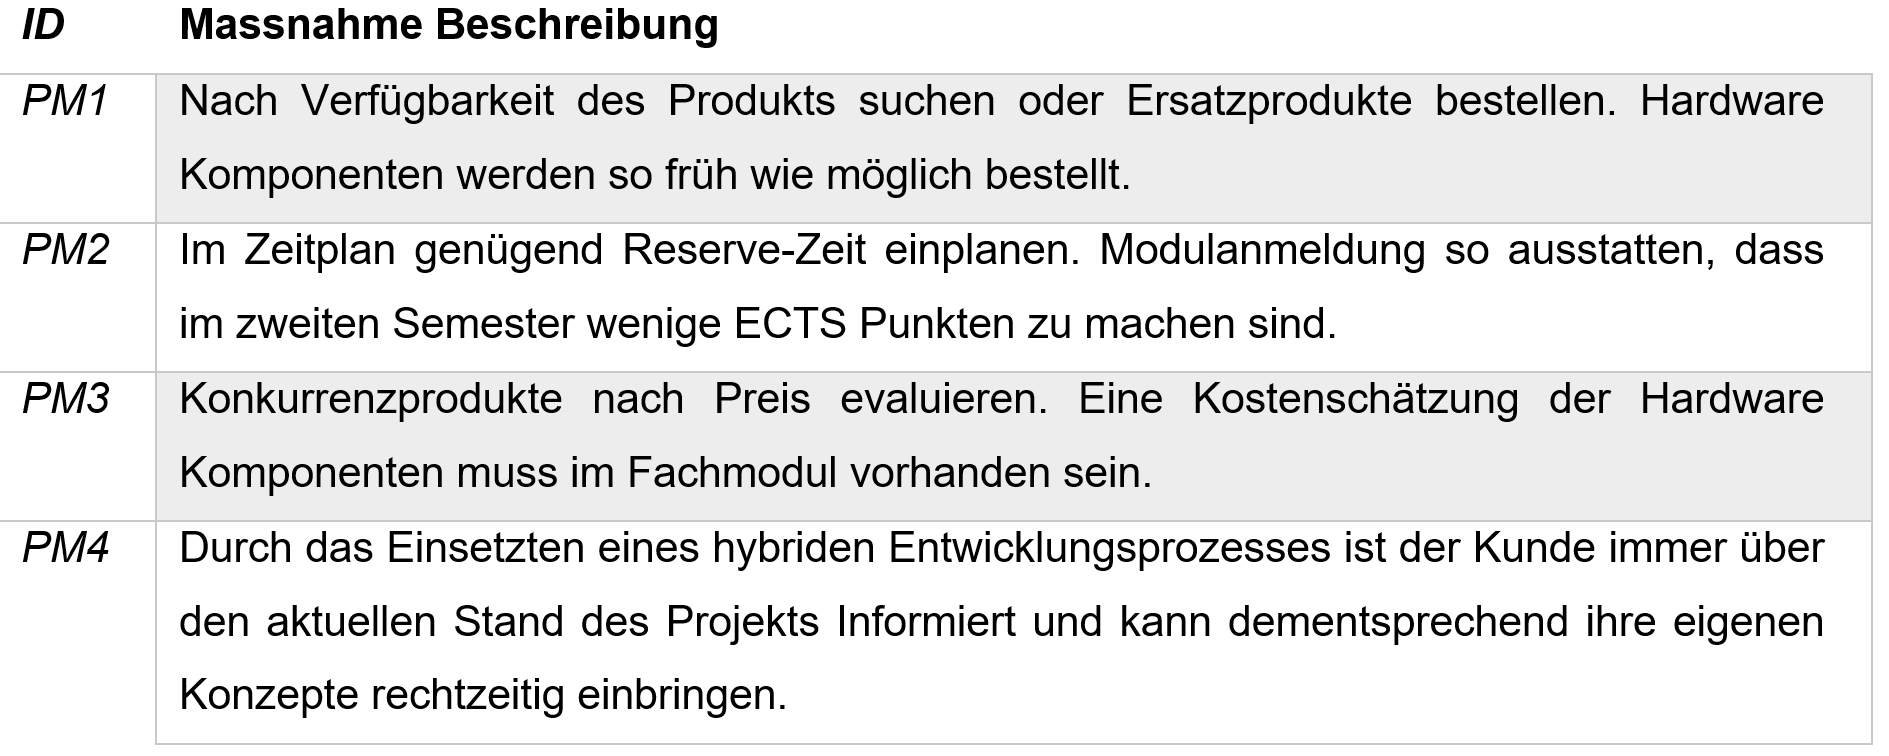 ID Massnahme Beschreibung
PM1 Nach Verfügbarkeit des Produkts suchen oder Ersatzprodukte bestellen. Hardware
Komponenten werden so früh wie möglich bestellt.
PM2 Im Zeitplan genügend Reserve-Zeit einplanen. Modulanmeldung so ausstatten, dass
im zweiten Semester wenige ECTS Punkten zu machen sind.
PM3 Konkurrenzprodukte nach Preis evaluieren. Eine Kostenschätzung der Hardware
Komponenten muss im Fachmodul vorhanden sein.
PM4 Durch das Einsetzten eines hybriden Entwicklungsprozesses ist der Kunde immer über
den aktuellen Stand des Projekts Informiert und kann dementsprechend ihre eigenen
Konzepte rechtzeitig einbringen.